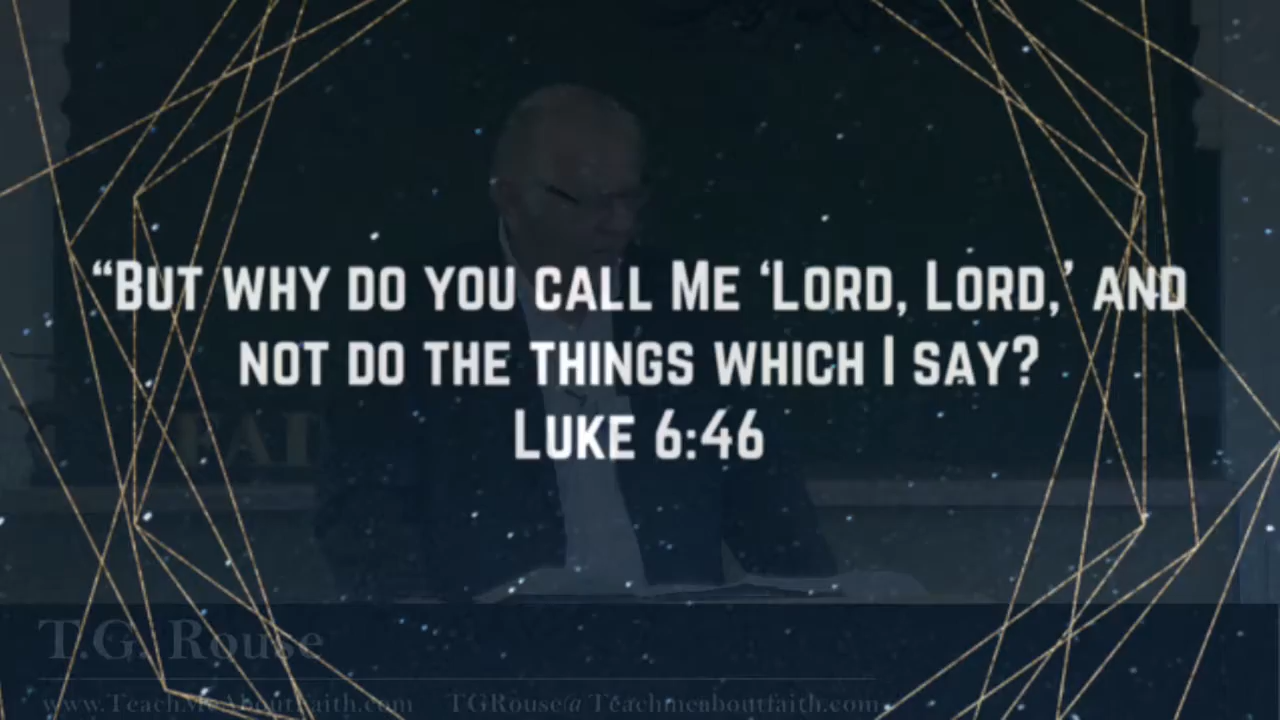 “But why do you call Me ‘Lord, Lord,’ and
not do the things which I say?
Luke 6:46
T.G. Rouse
www.TeachMeAboutFaith.com TGRouse@Teachmeaboutfaith.com